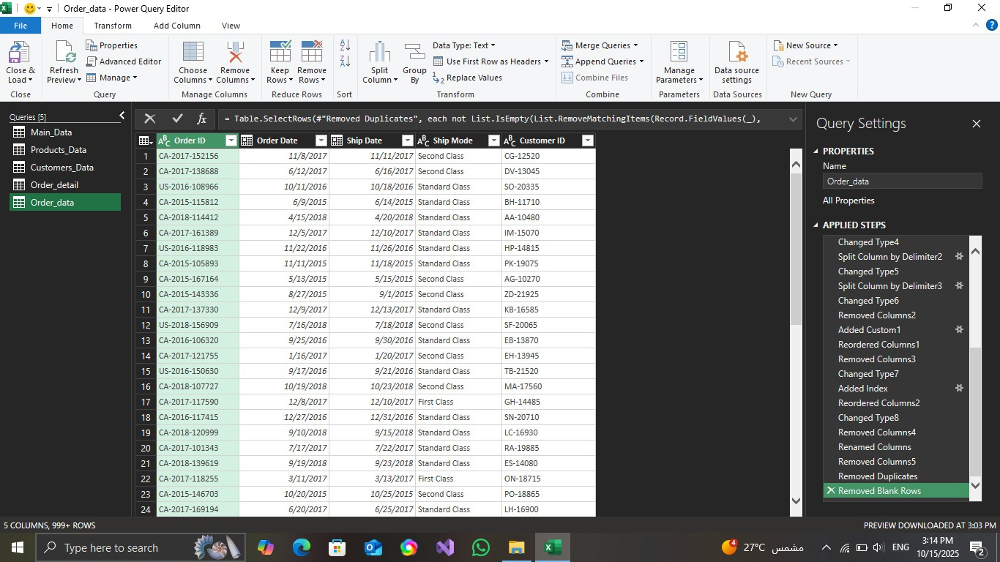 Order_data - Power Query Editor
File Home Transform Add Column View
Close & Load
Close
Refresh Preview
Properties
Advanced Editor
Manage
Query
Choose Columns
Remove Columns
Manage Columns
Keep Rows
Remove Rows
Reduce Rows
Sort
Split Column
Group By
Data Type: Text
Use First Row as Headers
Replace Values
Transform
Merge Queries
Append Queries
Combine Files
Combine
Manage Parameters
Parameters
Data source settings
Data Sources
New Source
Recent Sources
New Query
Queries [5]
Main_Data
Products_Data
Customers_Data
Order_detail
Order_data
= Table.SelectRows(#"Removed Duplicates", each not List.IsEmpty(List.RemoveMatchingItems(Record.FieldValues(_),
Order ID Order Date Ship Date Ship Mode Customer ID
1 CA-2017-152156 11/8/2017 11/11/2017 Second Class CG-12520
2 CA-2017-138688 6/12/2017 6/16/2017 Second Class DV-13045
3 US-2016-108966 10/11/2016 10/18/2016 Standard Class SO-20335
4 CA-2015-115812 6/9/2015 6/14/2015 Standard Class BH-11710
5 CA-2018-114412 4/15/2018 4/20/2018 Standard Class AA-10480
6 CA-2017-161389 12/5/2017 12/10/2017 Standard Class IM-15070
7 US-2016-118983 11/22/2016 11/26/2016 Standard Class HP-14815
8 CA-2015-105893 11/11/2015 11/18/2015 Standard Class PK-19075
9 CA-2015-167164 5/13/2015 5/15/2015 Second Class AG-10270
10 CA-2015-143336 8/27/2015 9/1/2015 Second Class ZD-21925
11 CA-2017-137330 12/9/2017 12/13/2017 Standard Class KB-16585
12 US-2018-156909 7/16/2018 7/18/2018 Second Class SF-20065
13 CA-2016-106320 9/25/2016 9/30/2016 Standard Class EB-13870
14 CA-2017-121755 1/16/2017 1/20/2017 Second Class EH-13945
15 US-2016-150630 9/17/2016 9/21/2016 Standard Class TB-21520
16 CA-2018-107727 10/19/2018 10/23/2018 Second Class MA-17560
17 CA-2017-117590 12/8/2017 12/10/2017 First Class GH-14485
18 CA-2016-117415 12/27/2016 12/31/2016 Standard Class SN-20710
19 CA-2018-120999 9/10/2018 9/15/2018 Standard Class LC-16930
20 CA-2017-101343 7/17/2017 7/22/2017 Standard Class RA-19885
21 CA-2018-139619 9/19/2018 9/23/2018 Standard Class ES-14080
22 CA-2017-118255 3/11/2017 3/13/2017 First Class ON-18715
23 CA-2015-146703 10/20/2015 10/25/2015 Second Class PO-18865
24 CA-2017-169194 6/20/2017 6/25/2017 Standard Class LH-16900
Query Settings
PROPERTIES
Name
Order_data
All Properties
APPLIED STEPS
Changed Type4
Split Column by Delimiter2
Changed Type5
Split Column by Delimiter3
Changed Type6
Removed Columns2
Added Custom1
Reordered Columns1
Removed Columns3
Changed Type7
Added Index
Reordered Columns2
Changed Type8
Removed Columns4
Renamed Columns
Removed Columns5
Removed Duplicates
Removed Blank Rows
5 COLUMNS, 999+ ROWS PREVIEW DOWNLOADED AT 3:03 PM
Type here to search
4
27°C مشمس
ENG
3:14 PM
10/15/2025
2